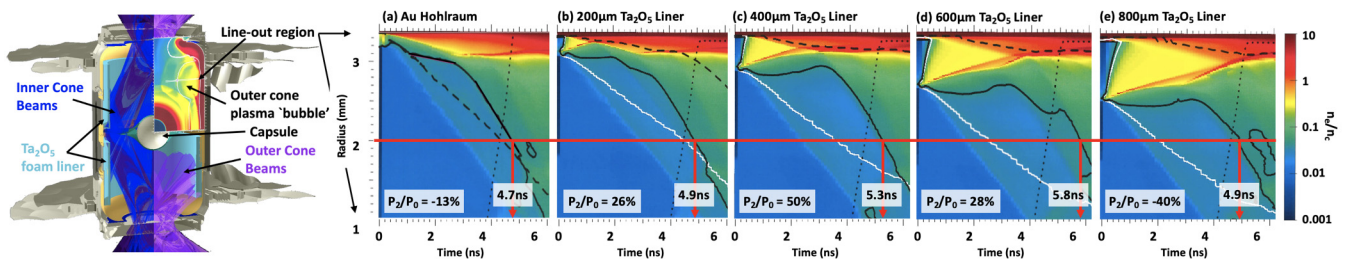 Line-out region
Inner Cone
Beams
Outer cone
plasma `bubble'
Capsule
Ta2O5
foam liner
Outer Cone
Beams
(a) Au Hohlraum
(b) 200μm Ta2O5 Liner
(c) 400μm Ta2O5 Liner
(d) 600μm Ta2O5 Liner
(e) 800μm Ta2O5 Liner
Radius (mm)
3
2
1
P2/P0 = -13%
4.7ns
P2/P0 = 26%
4.9ns
P2/P0 = 50%
5.3ns
P2/P0 = 28%
5.8ns
P2/P0 = -40%
4.9ns
0 2 4 6
0 2 4 6
0 2 4 6
0 2 4 6
0 2 4 6
Time (ns)
Time (ns)
Time (ns)
Time (ns)
Time (ns)
10
1
0.1
0.01
0.001
ne/nc